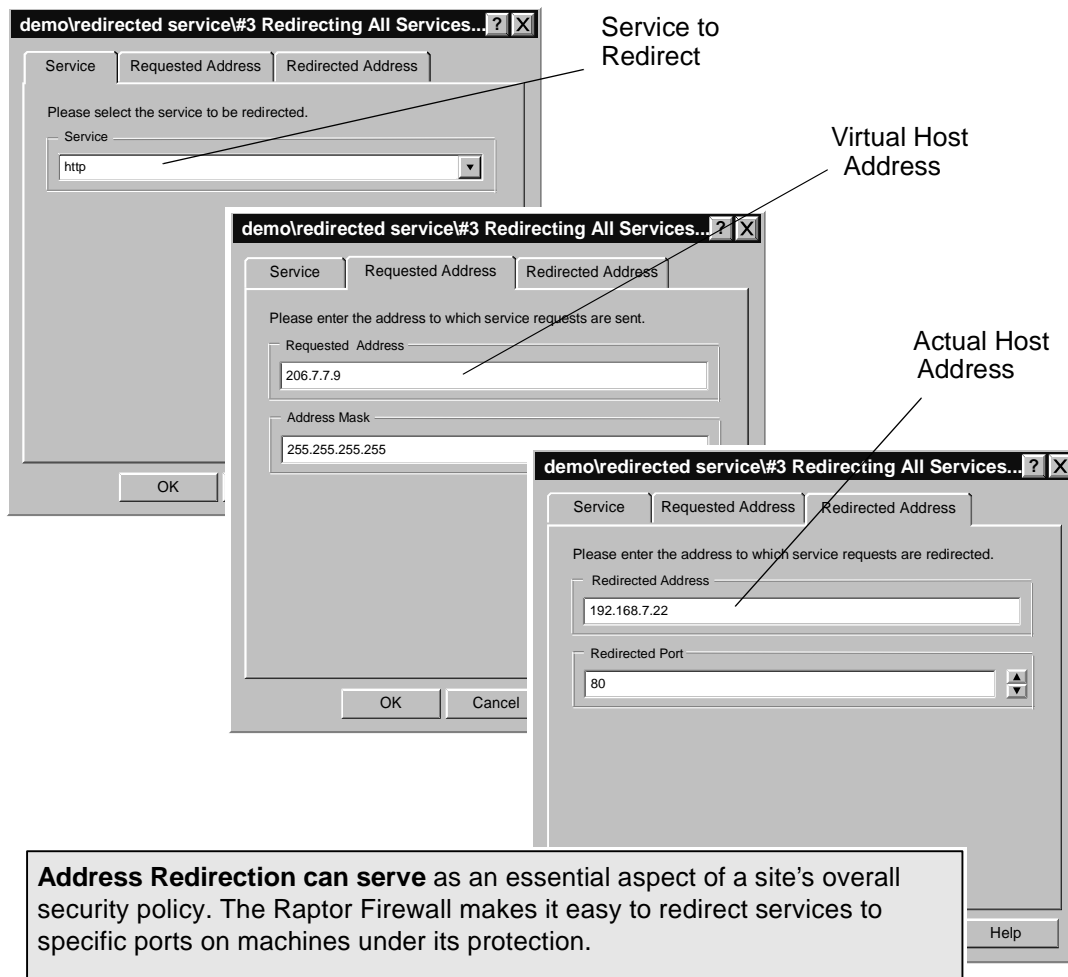 demo\redirected service\#3 Redirecting All Services... ? X
Service Requested Address Redirected Address
Please select the service to be redirected.
Service
http
OK
Service to
Redirect
Virtual Host
Address
demo\redirected service\#3 Redirecting All Services... ? X
Service Requested Address Redirected Address
Please enter the address to which service requests are sent.
Requested Address
206.7.7.9
Address Mask
255.255.255.255
OK Cancel
Actual Host
Address
demo\redirected service\#3 Redirecting All Services... ? X
Service Requested Address Redirected Address
Please enter the address to which service requests are redirected.
Redirected Address
192.168.7.22
Redirected Port
80
Help
Address Redirection can serve as an essential aspect of a site's overall
security policy. The Raptor Firewall makes it easy to redirect services to
specific ports on machines under its protection.